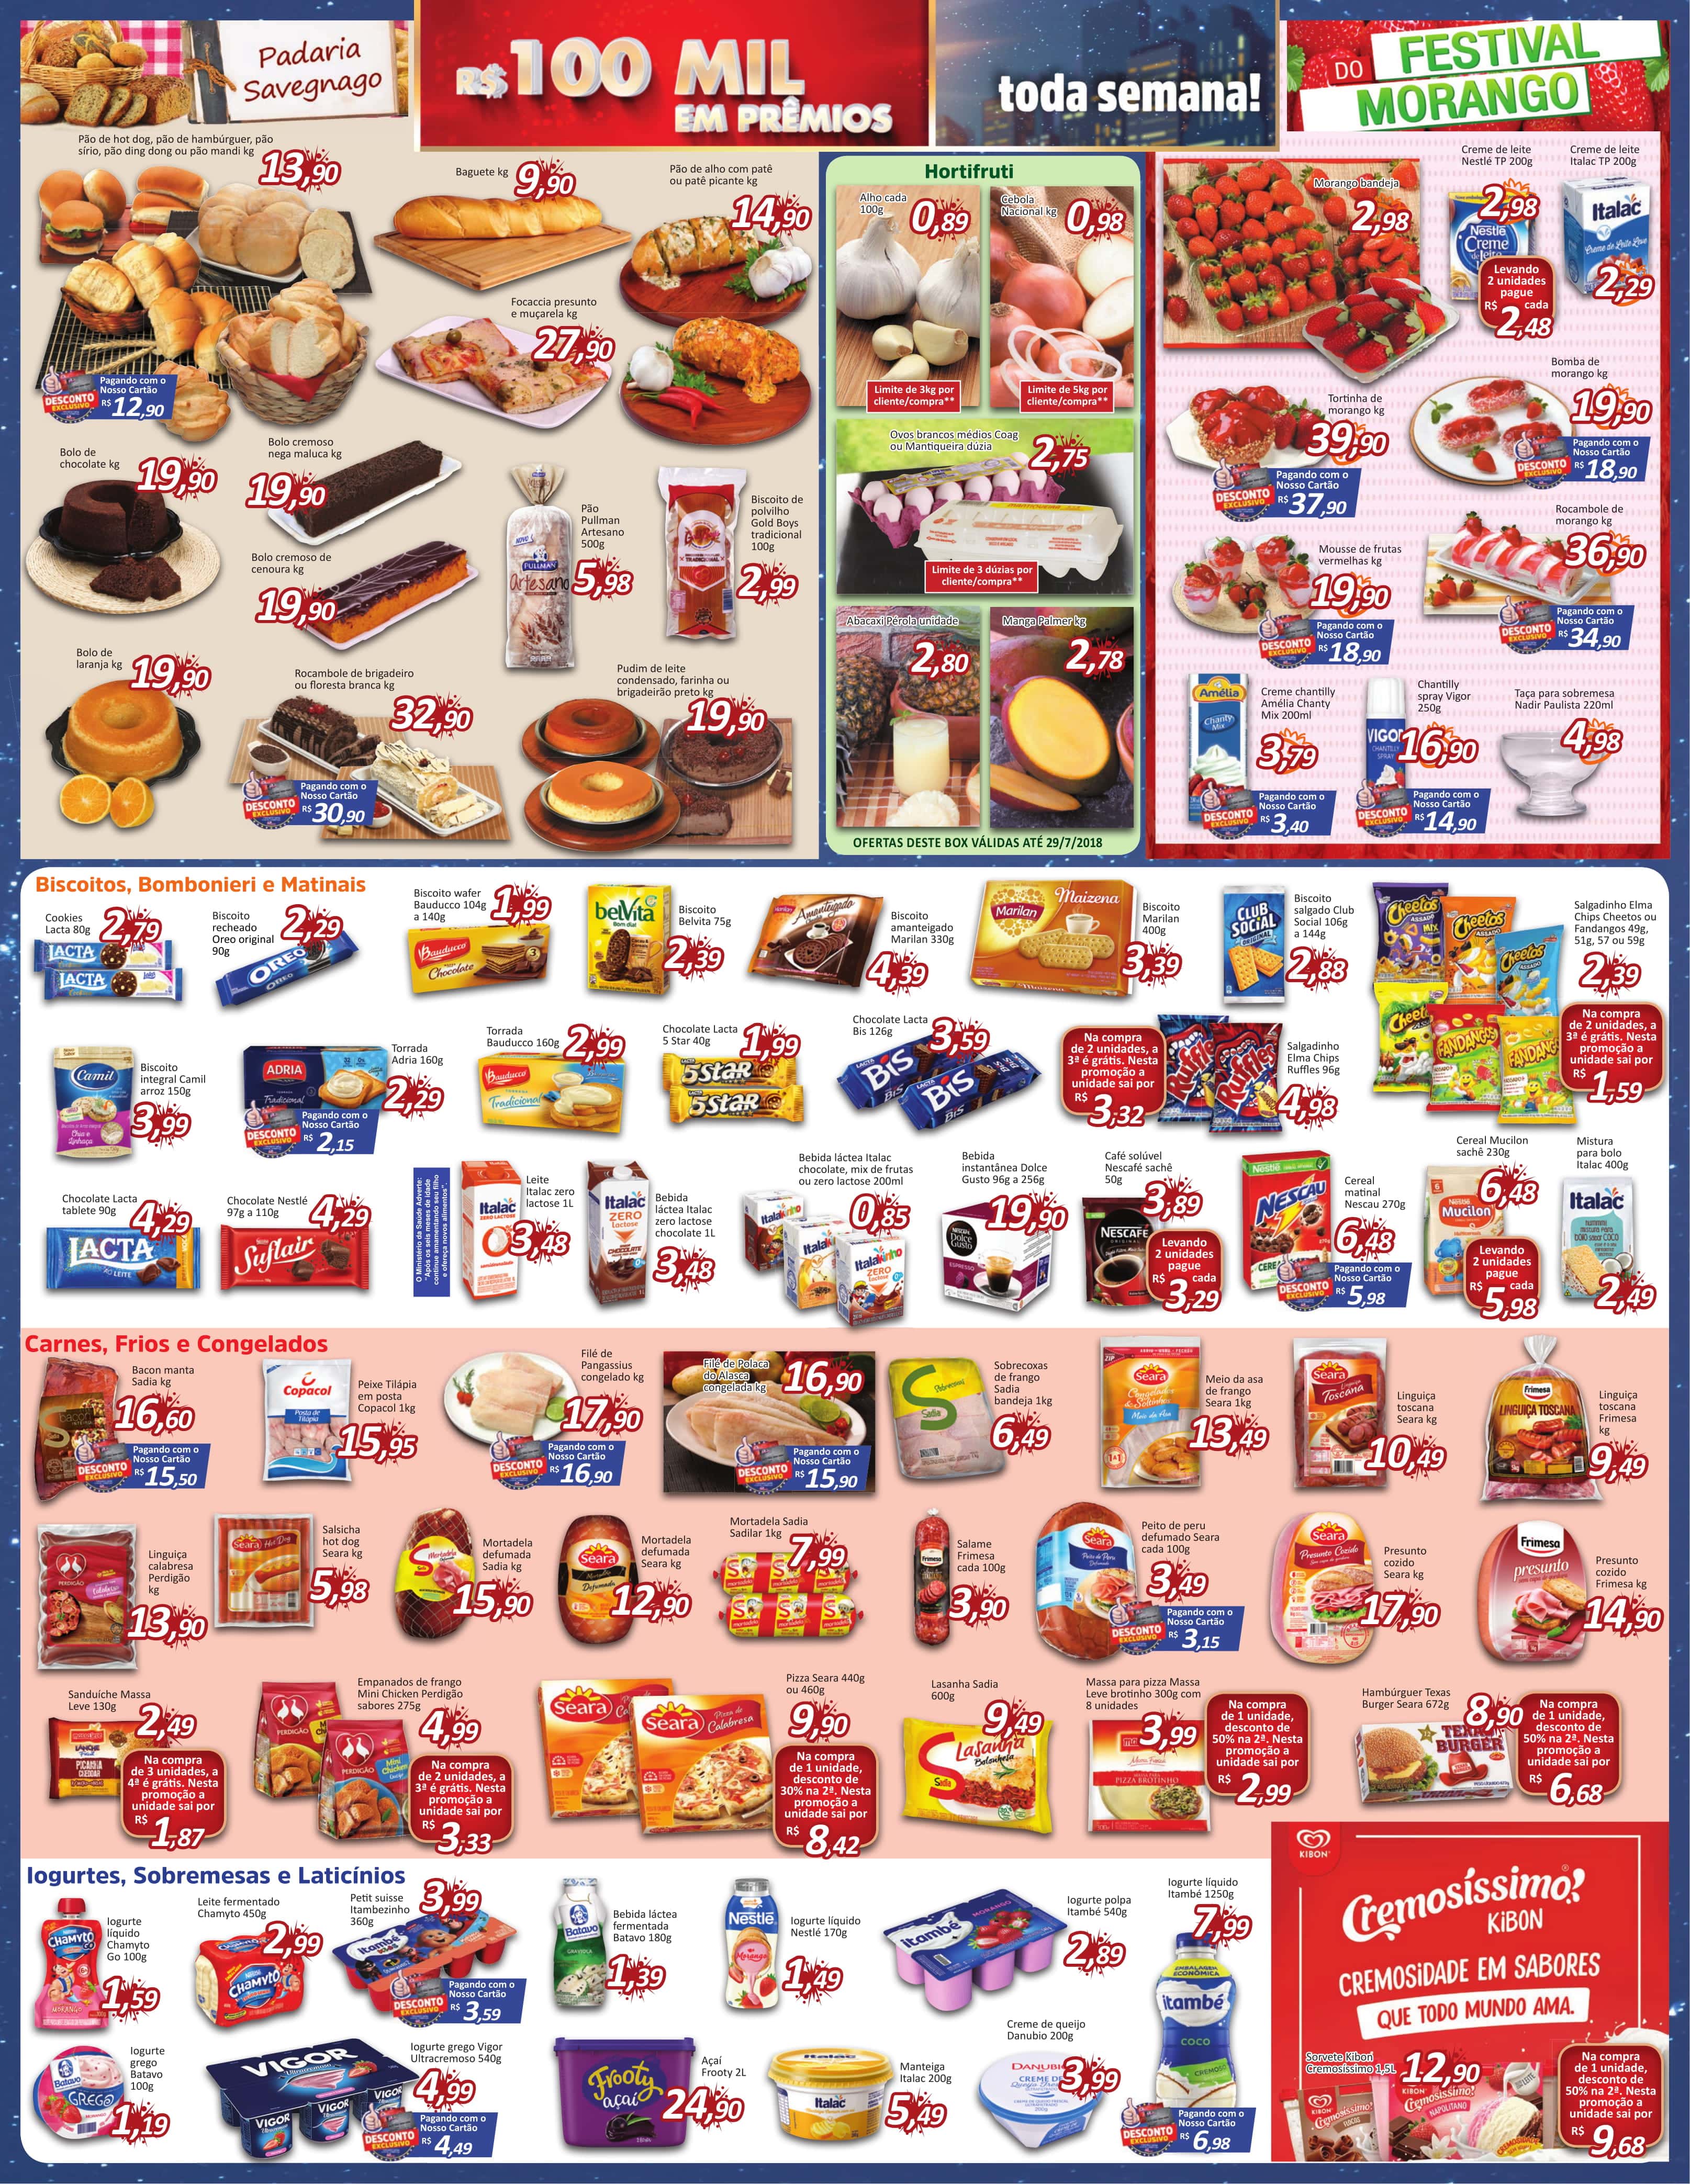 Padaria
Savegnago
R$100 MIL
EM PRÊMIOS
toda semana!
FESTIVAL
DO
MORANGO
Pão de hot dog, pão de hambúrguer, pão
sírio, pão ding dong ou pão mandi kg
13,90
Pagando com o
Nosso Cartão
DESCONTO
EXCLUSIVO
R$ 12,90
Baguete kg
9,90
Pão de alho com patê
ou patê picante kg
14,90
Focaccia presunto
e muçarela kg
27,90
Bolo de
chocolate kg
19,90
Bolo cremoso
nega maluca kg
19,90
Bolo cremoso de
cenoura kg
19,90
Pão
Pullman
Artesano
500g
5,98
Biscoito de
polvilho
Gold Boys
tradicional
100g
2,99
Bolo de
laranja kg
19,90
Rocambole de brigadeiro
ou floresta branca kg
32,90
Pagando com o
Nosso Cartão
DESCONTO
EXCLUSIVO
R$ 30,90
Pudim de leite
condensado, farinha ou
brigadeirão preto kg
19,90
Hortifruti
Alho cada
100g
0,89
Limite de 3kg por
cliente/compra**
Cebola
Nacional kg
0,98
Limite de 5kg por
cliente/compra**
Ovos brancos médios Coag
ou Mantiqueira dúzia
2,75
Limite de 3 dúzias por
cliente/compra**
Abacaxi Pérola unidade
2,80
Manga Palmer kg
2,78
OFERTAS DESTE BOX VÁLIDAS ATÉ 29/7/2018
Morango bandeja
2,98
Creme de leite
Nestlé TP 200g
2,98
Levando
2 unidades
pague
R$ cada
2,48
Creme de leite
Italac TP 200g
2,29
Tortinha de
morango kg
39,90
Pagando com o
Nosso Cartão
DESCONTO
EXCLUSIVO
R$ 37,90
Bomba de
morango kg
19,90
Pagando com o
Nosso Cartão
DESCONTO
EXCLUSIVO
R$ 18,90
Mousse de frutas
vermelhas kg
19,90
Pagando com o
Nosso Cartão
DESCONTO
EXCLUSIVO
R$ 18,90
Rocambole de
morango kg
36,90
Pagando com o
Nosso Cartão
DESCONTO
EXCLUSIVO
R$ 34,90
Creme chantilly
Amélia Chanty
Mix 200ml
3,79
Pagando com o
Nosso Cartão
DESCONTO
EXCLUSIVO
R$ 3,40
Chantilly
spray Vigor
250g
16,90
Pagando com o
Nosso Cartão
DESCONTO
EXCLUSIVO
R$ 14,90
Taça para sobremesa
Nadir Paulista 220ml
4,98
Biscoitos, Bombonieri e Matinais
Cookies
Lacta 80g
2,79
Biscoito
recheado
Oreo original
90g
2,29
Biscoito wafer
Bauducco 104g
a 140g
1,99
Biscoito
Belvita 75g
2,39
Biscoito
amanteigado
Marilan 330g
4,39
Biscoito
Marilan
400g
3,39
Biscoito
salgado Club
Social 106g
a 144g
2,88
Salgadinho Elma
Chips Cheetos ou
Fandangos 49g,
51g, 57 ou 59g
2,39
Na compra
de 2 unidades, a
3ª é grátis. Nesta
promoção a
unidade sai por
R$ 1,59
Biscoito
integral Camil
arroz 150g
3,99
Torrada
Adria 160g
2,29
Pagando com o
Nosso Cartão
DESCONTO
EXCLUSIVO
R$ 2,15
Torrada
Bauducco 160g
2,99
Chocolate Lacta
5 Star 40g
1,99
Chocolate Lacta
Bis 126g
3,59
Na compra
de 2 unidades, a
3ª é grátis. Nesta
promoção a
unidade sai por
R$ 3,32
Salgadinho
Elma Chips
Ruffles 96g
4,98
Chocolate Lacta
tablete 90g
4,29
Chocolate Nestlé
97g a 110g
4,29
O Ministério da Saúde Adverte:
"Após os seis meses de idade
continue amamentando seu filho
e ofereça novos alimentos".
Leite
Italac zero
lactose 1L
3,48
Bebida
láctea Italac
zero lactose
chocolate 1L
3,48
Bebida láctea Italac
chocolate, mix de frutas
ou zero lactose 200ml
0,85
Bebida
instantânea Dolce
Gusto 96g a 256g
19,90
Café solúvel
Nescafé sachê
50g
3,89
Levando
2 unidades
pague
R$ cada
3,29
Cereal
matinal
Nescau 270g
6,48
Pagando com o
Nosso Cartão
DESCONTO
EXCLUSIVO
R$ 5,98
Cereal Mucilon
sachê 230g
6,48
Levando
2 unidades
pague
R$ cada
5,98
Mistura
para bolo
Italac 400g
2,49
Carnes, Frios e Congelados
Bacon manta
Sadia kg
16,60
Pagando com o
Nosso Cartão
DESCONTO
EXCLUSIVO
R$ 15,50
Peixe Tilápia
em posta
Copacol 1kg
15,95
Filé de
Pangassius
congelado kg
17,90
Pagando com o
Nosso Cartão
DESCONTO
EXCLUSIVO
R$ 16,90
Filé de Polaca
do Alasca
congelada kg
16,90
Pagando com o
Nosso Cartão
DESCONTO
EXCLUSIVO
R$ 15,90
Sobrecoxas
de frango
Sadia
bandeja 1kg
6,49
Meio da asa
de frango
Seara 1kg
13,49
Linguiça
toscana
Seara kg
10,49
Linguiça
toscana
Frimesa
kg
9,49
Linguiça
calabresa
Perdigão
kg
13,90
Salsicha
hot dog
Seara kg
5,98
Mortadela
defumada
Sadia kg
15,90
Mortadela
defumada
Seara kg
12,90
Mortadela Sadia
Sadilar 1kg
7,99
Salame
Frimesa
cada 100g
3,90
Peito de peru
defumado Seara
cada 100g
3,49
Pagando com o
Nosso Cartão
DESCONTO
EXCLUSIVO
R$ 3,15
Presunto
cozido
Seara kg
17,90
Presunto
cozido
Frimesa kg
14,90
Sanduíche Massa
Leve 130g
2,49
Na compra
de 3 unidades, a
4ª é grátis. Nesta
promoção a
unidade sai por
R$ 1,87
Empanados de frango
Mini Chicken Perdigão
sabores 275g
4,99
Na compra
de 2 unidades, a
3ª é grátis. Nesta
promoção a
unidade sai por
R$ 3,33
Pizza Seara 440g
ou 460g
9,90
Na compra
de 1 unidade,
desconto de
30% na 2ª. Nesta
promoção a
unidade sai por
R$ 8,42
Lasanha Sadia
600g
9,49
Massa para pizza Massa
Leve brotinho 300g com
8 unidades
3,99
Na compra
de 1 unidade,
desconto de
50% na 2ª. Nesta
promoção a
unidade sai por
R$ 2,99
Hambúrguer Texas
Burger Seara 672g
8,90
Na compra
de 1 unidade,
desconto de
50% na 2ª. Nesta
promoção a
unidade sai por
R$ 6,68
Iogurtes, Sobremesas e Laticínios
Iogurte
líquido
Chamyto
Go 100g
1,59
Leite fermentado
Chamyto 450g
2,99
Petit suisse
Itambezinho
360g
3,99
Pagando com o
Nosso Cartão
DESCONTO
EXCLUSIVO
R$ 3,59
Bebida láctea
fermentada
Batavo 180g
1,39
Iogurte líquido
Nestlé 170g
1,49
Iogurte polpa
Itambé 540g
2,89
Iogurte líquido
Itambé 1250g
7,99
Pagando com o
Nosso Cartão
DESCONTO
EXCLUSIVO
R$ 6,98
Iogurte
grego
Batavo
100g
1,19
Iogurte grego Vigor
Ultracremoso 540g
4,99
Pagando com o
Nosso Cartão
DESCONTO
EXCLUSIVO
R$ 4,49
Açaí
Frooty 2L
24,90
Manteiga
Italac 200g
5,49
Creme de queijo
Danubio 200g
3,99
KIBON
Cremosíssimo!
KIBON
CREMOSIDADE EM SABORES
QUE TODO MUNDO AMA.
Sorvete Kibon
Cremosíssimo 1,5L
12,90
Na compra
de 1 unidade,
desconto de
50% na 2ª. Nesta
promoção a
unidade sai por
R$ 9,68